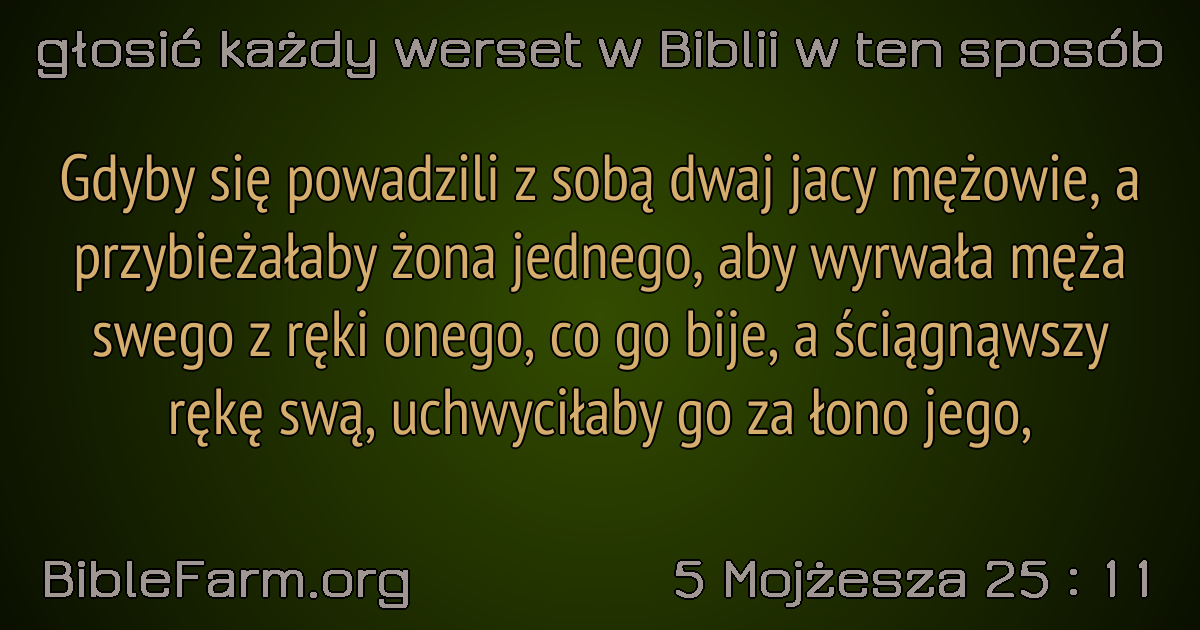 głosić każdy werset w Biblii w ten sposób
Gdyby się powadzili z sobą dwaj jacy mężowie, a
przybieżałaby żona jednego, aby wyrwała męża
swego z ręki onego, co go bije, a ściągnąwszy
rękę swą, uchwyciłaby go za łono jego,
BibleFarm.org
5 Mojżesza 25 : 11